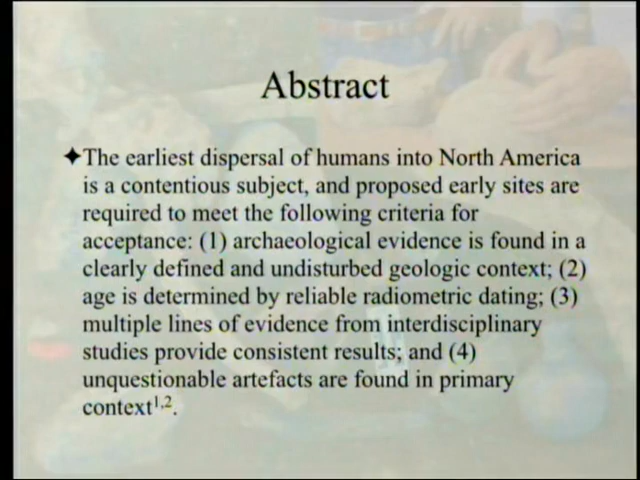 Abstract
✦The earliest dispersal of humans into North America
is a contentious subject, and proposed early sites are
required to meet the following criteria for
acceptance: (1) archaeological evidence is found in a
clearly defined and undisturbed geologic context; (2)
age is determined by reliable radiometric dating; (3)
multiple lines of evidence from interdisciplinary
studies provide consistent results; and (4)
unquestionable artefacts are found in primary
context¹,².